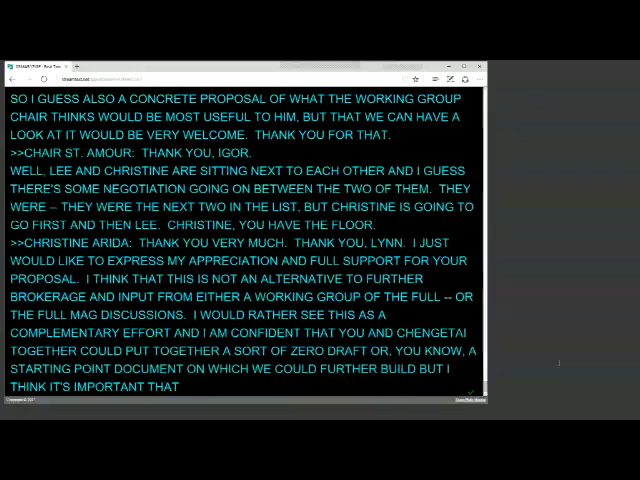 SO I GUESS ALSO A CONCRETE PROPOSAL OF WHAT THE WORKING GROUP
CHAIR THINKS WOULD BE MOST USEFUL TO HIM, BUT THAT WE CAN HAVE A
LOOK AT IT WOULD BE VERY WELCOME.  THANK YOU FOR THAT.
>>CHAIR ST. AMOUR:  THANK YOU, IGOR.
WELL, LEE AND CHRISTINE ARE SITTING NEXT TO EACH OTHER AND I GUESS
THERE'S SOME NEGOTIATION GOING ON BETWEEN THE TWO OF THEM.  THEY
WERE -- THEY WERE THE NEXT TWO IN THE LIST, BUT CHRISTINE IS GOING TO
GO FIRST AND THEN LEE.  CHRISTINE, YOU HAVE THE FLOOR.
>>CHRISTINE ARIDA:  THANK YOU VERY MUCH.  THANK YOU, LYNN.  I JUST
WOULD LIKE TO EXPRESS MY APPRECIATION AND FULL SUPPORT FOR YOUR
PROPOSAL.  I THINK THAT THIS IS NOT AN ALTERNATIVE TO FURTHER
BROKERAGE AND INPUT FROM EITHER A WORKING GROUP OF THE FULL -- OR
THE FULL MAG DISCUSSIONS.  I WOULD RATHER SEE THIS AS A
COMPLEMENTARY EFFORT AND I AM CONFIDENT THAT YOU AND CHENGETAI
TOGETHER COULD PUT TOGETHER A SORT OF ZERO DRAFT OR, YOU KNOW, A
STARTING POINT DOCUMENT ON WHICH WE COULD FURTHER BUILD BUT I
THINK IT'S IMPORTANT THAT